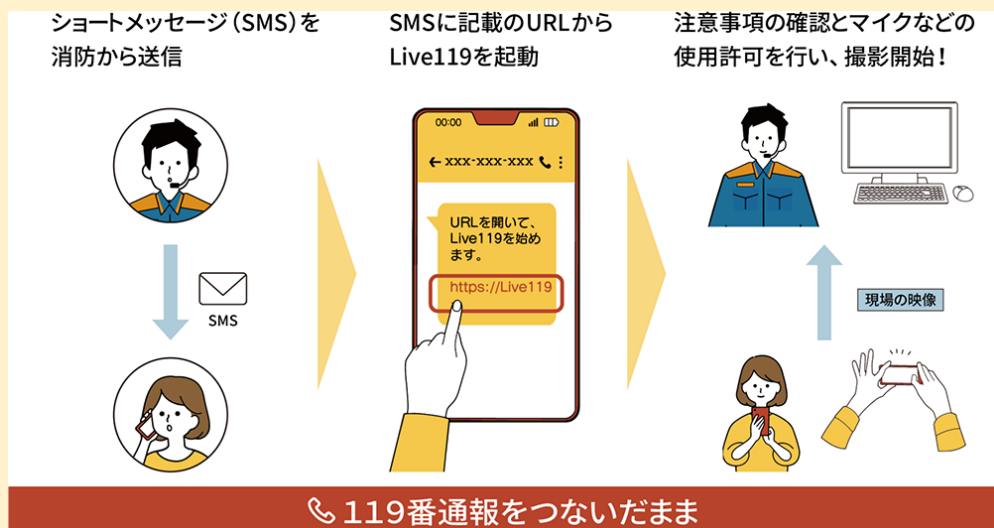 ショートメッセージ(SMS)を
消防から送信
SMS
SMSに記載のURLから
Live119を起動
00:00
xxx-xxx-xxx
URLを開いて、
Live119を始め
ます。
https://Live119
注意事項の確認とマイクなどの
使用許可を行い、撮影開始!
現場の映像
119番通報をつないだまま